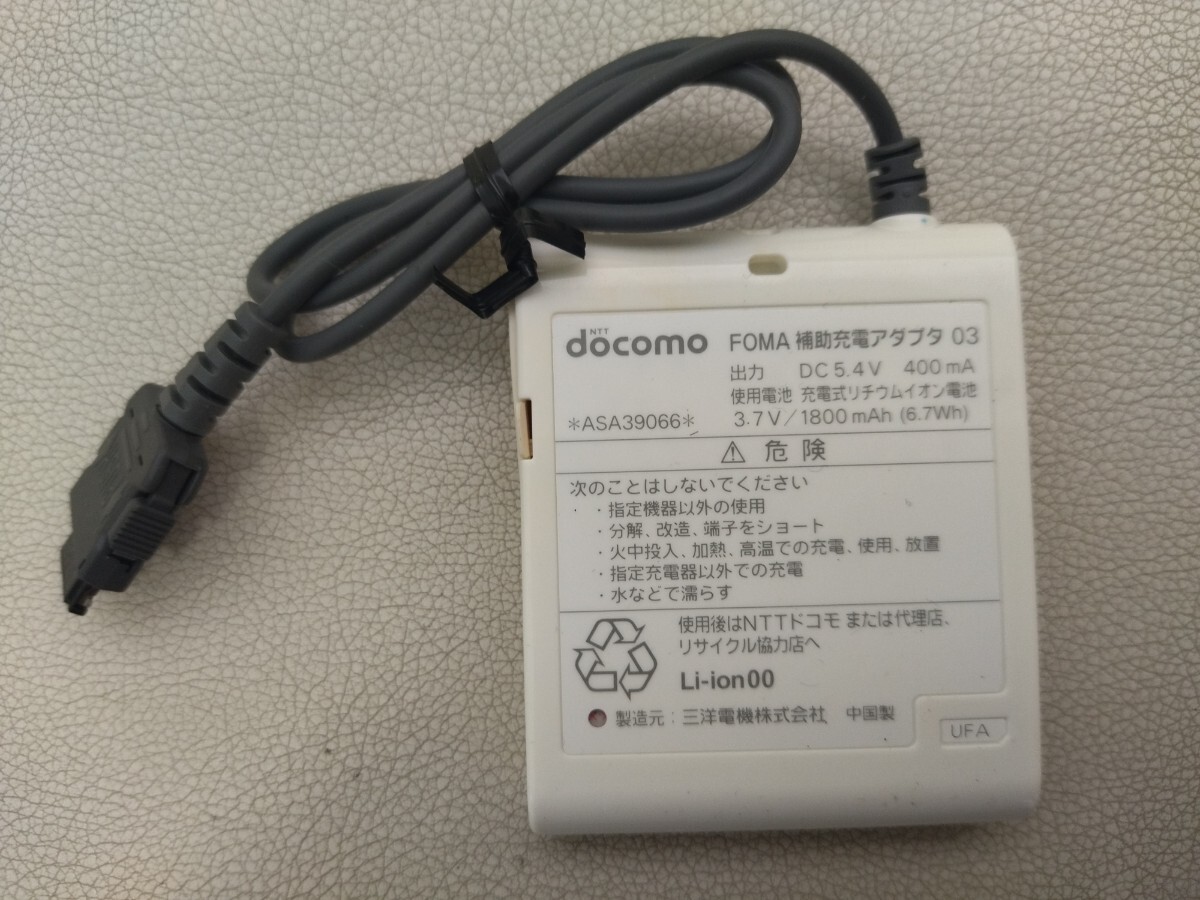 NTT
docomo FOMA 補助充電アダプタ 03
出力 DC 5.4V 400mA
使用電池 充電式リチウムイオン電池
*ASA39066* 3.7V/1800mAh (6.7Wh)
⚠ 危険
次のことはしないでください
・指定機器以外の使用
・分解、改造、端子をショート
・火中投入、加熱、高温での充電、使用、放置
・指定充電器以外での充電
・水などで濡らす
使用後はNTTドコモ または代理店、
リサイクル協力店へ
Li-ion00
製造元：三洋電機株式会社 中国製
UFA